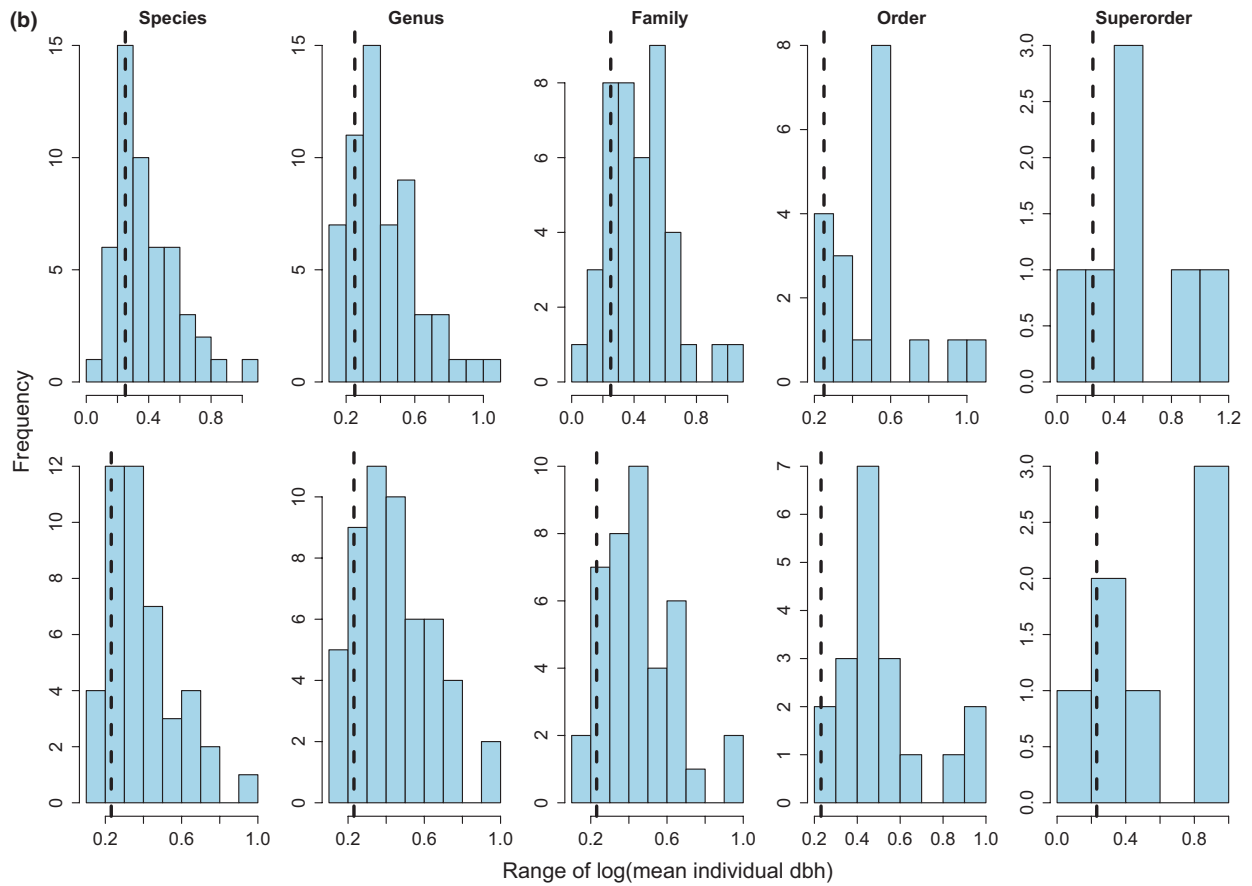 (b)
Species Genus Family Order Superorder
Frequency
0 5 10 15
0.0 0.4 0.8
0 5 10 15
0.2 0.6 1.0
0 2 4 6 8
0.0 0.4 0.8
0 2 4 6 8
0.2 0.6 1.0
0.0 0.5 1.0 1.5 2.0 2.5 3.0
0.0 0.4 0.8 1.2
0 2 4 6 8 10 12
0.2 0.6 1.0
0 2 4 6 8 10
0.2 0.6 1.0
0 2 4 6 8 10
0.2 0.6 1.0
0 1 2 3 4 5 6 7
0.2 0.6 1.0
0.0 0.5 1.0 1.5 2.0 2.5 3.0
0.0 0.4 0.8
Range of log(mean individual dbh)